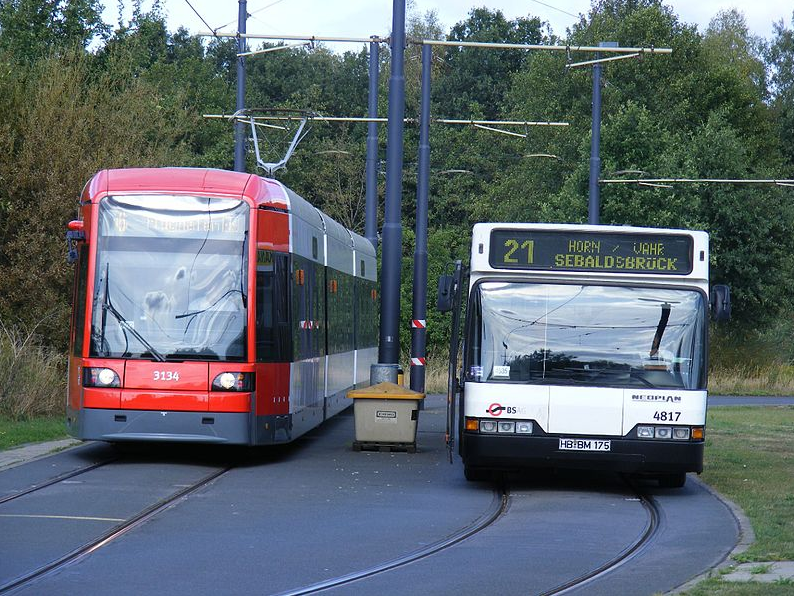 3134
21
HORN / VAHR
SEBALDSBRÜCK
BSAG
NEOPLAN
4817
HB·BM 175